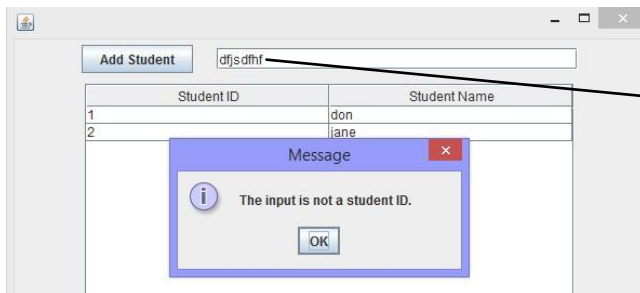 Add Student dfjsdfhf
Student ID Student Name
1 don
2 jane
Message
The input is not a student ID.
OK